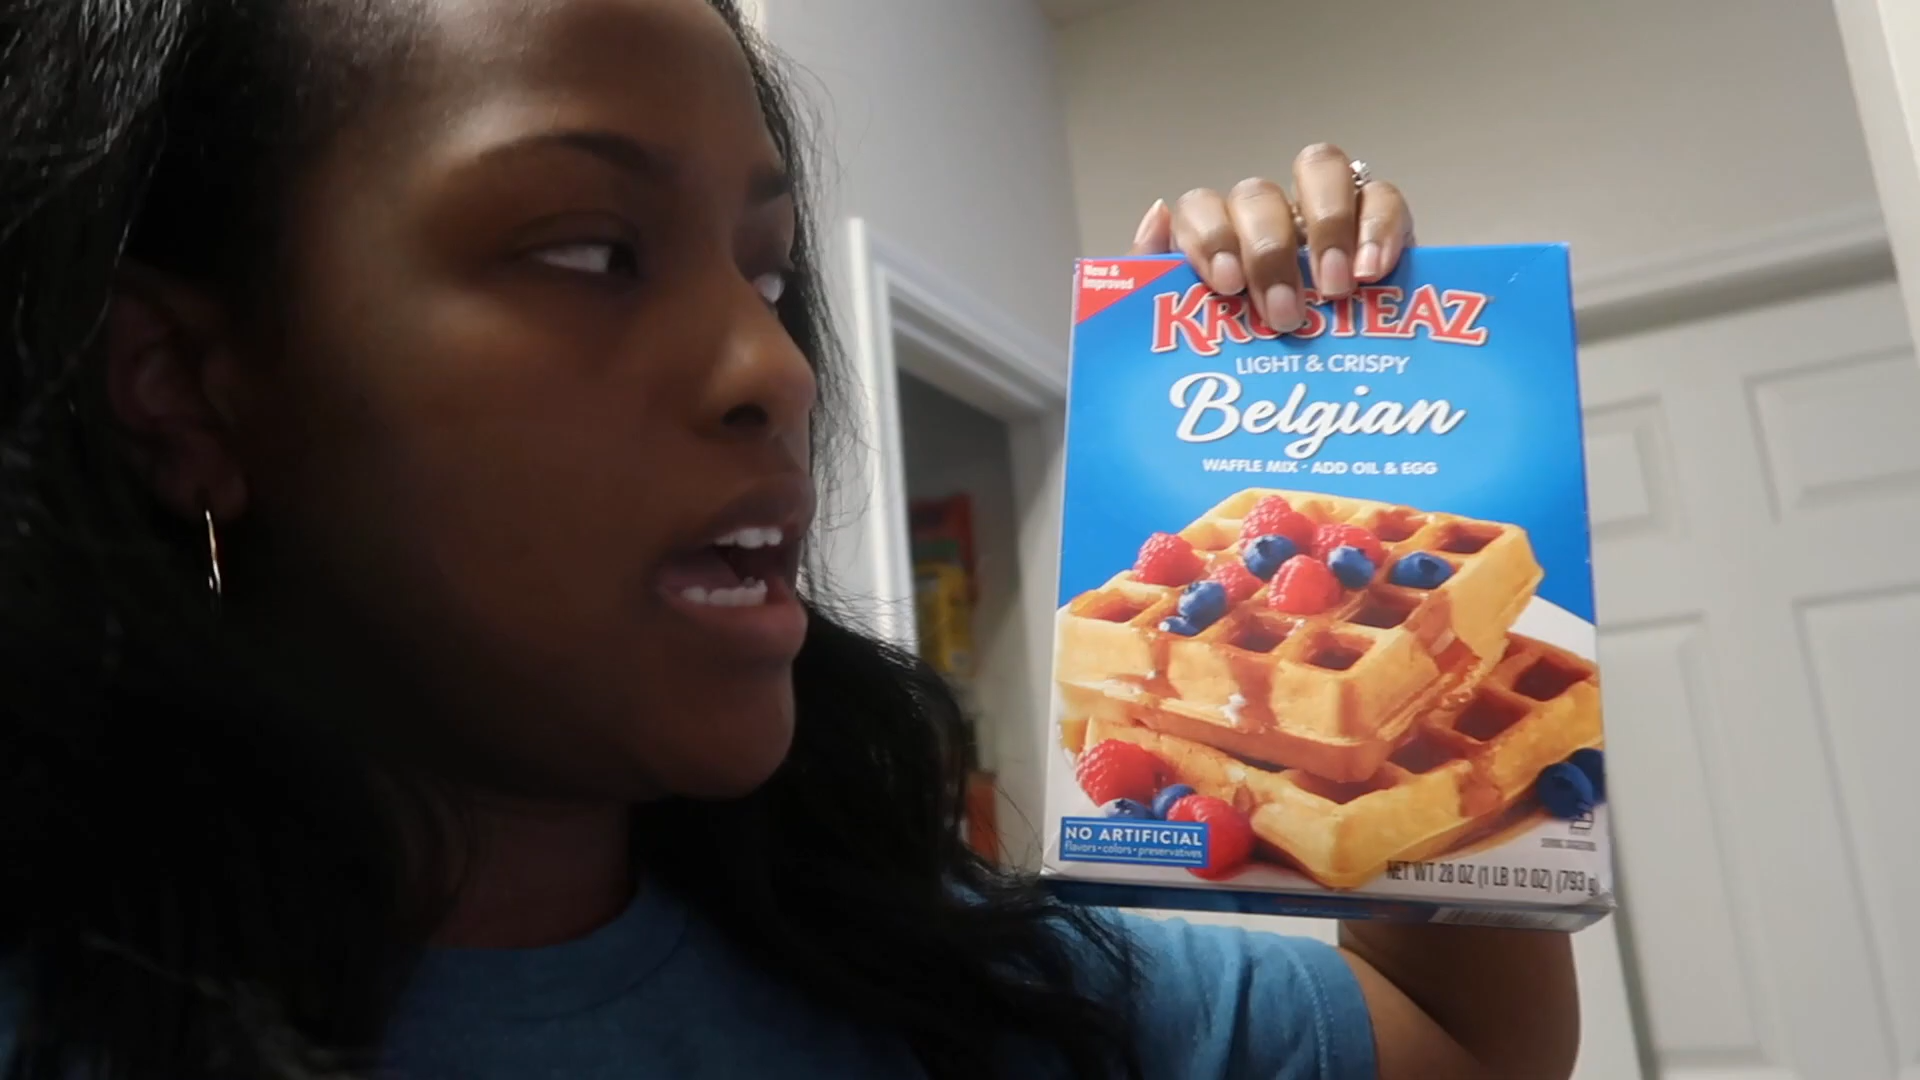 New &
Improved
KRUSTEAZ
LIGHT & CRISPY
Belgian
WAFFLE MIX • ADD OIL & EGG
NO ARTIFICIAL
flavors • colors • preservatives
NET WT 28 OZ (1 LB 12 OZ) (793 g)